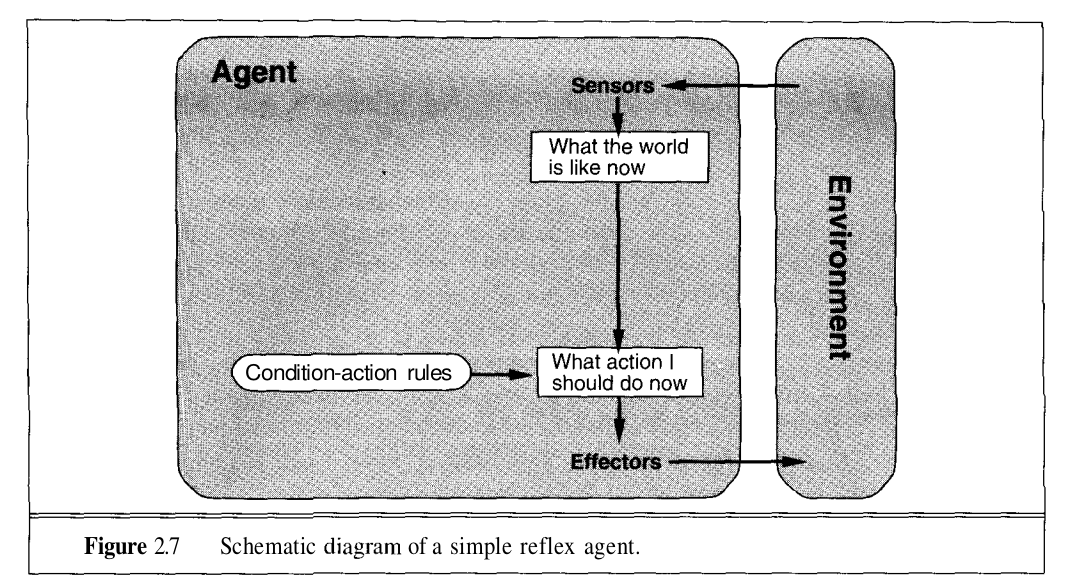 Agent
Sensors
What the world
is like now
Environment
Condition-action rules
What action I
should do now
Effectors
Figure 2.7 Schematic diagram of a simple reflex agent.